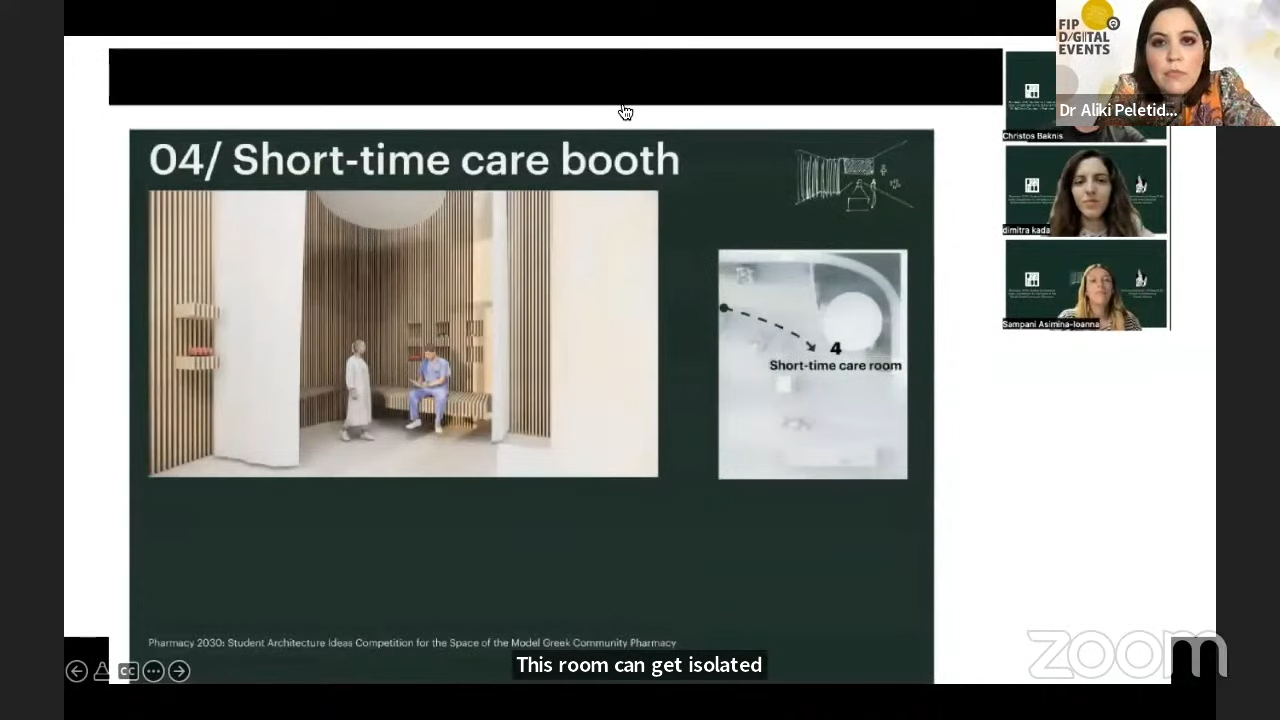 FIP
D/GITAL
EVENTS
Dr Aliki Peletid...
Christos Baknis
dimitra kada
Sampani Asimina-Ioanna
04/ Short-time care booth
4
Short-time care room
Pharmacy 2030: Student Architecture Ideas Competition for the Space of the Model Greek Community Pharmacy
CC
This room can get isolated
zoom